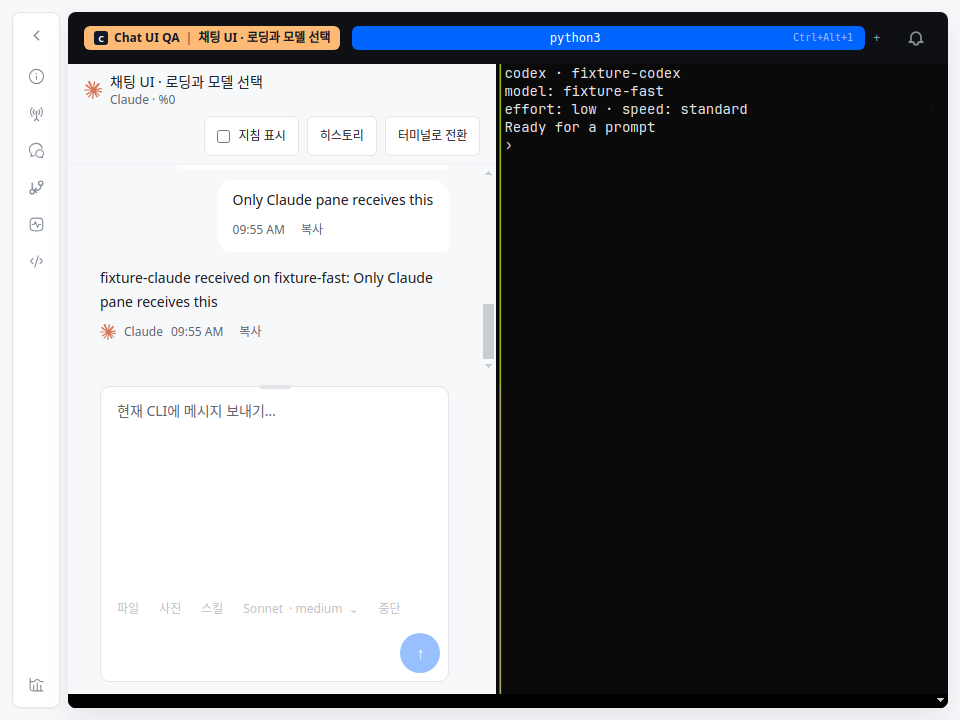 C Chat UI QA | 채팅 UI · 로딩과 모델 선택
python3 Ctrl+Alt+1 +
채팅 UI · 로딩과 모델 선택
Claude · %0
지침 표시 히스토리 터미널로 전환
Only Claude pane receives this
09:55 AM 복사
fixture-claude received on fixture-fast: Only Claude
pane receives this
Claude 09:55 AM 복사
현재 CLI에 메시지 보내기...
파일 사진 스킬 Sonnet · medium 중단
codex · fixture-codex
model: fixture-fast
effort: low · speed: standard
Ready for a prompt
›